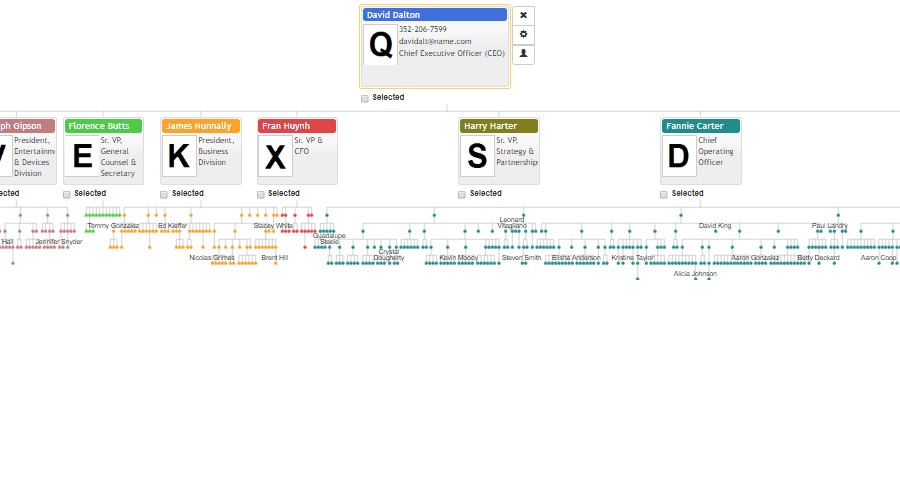 David Dalton
Q
352-206-7599
davidalt@name.com
Chief Executive Officer (CEO)
Selected
ph Gipson
President,
Entertainm
& Devices
Division
ected
Florence Butts
E
Sr. VP,
General
Counsel &
Secretary
Selected
James Nunnally
K
President,
Business
Division
Selected
Fran Huynh
X
Sr. VP &
CFO
Selected
Harry Harter
S
Sr. VP,
Strategy &
Partnership
Selected
Fannie Carter
D
Chief
Operating
Officer
Selected
Hall
Jennifer Snyder
Tommy Gonzalez
Ed Kieffer
Nicolas Grimes
Stacey White
Brent Hill
Guadalupe
Steele
Crystal
Dougherty
Kevin Moody
Leonard
Vitagliano
Steven Smith
Elisha Anderson
Kristine Taylor
Alicia Johnson
David King
Aaron Gonzalez
Paul Landry
Betty Deckard
Aaron Coop